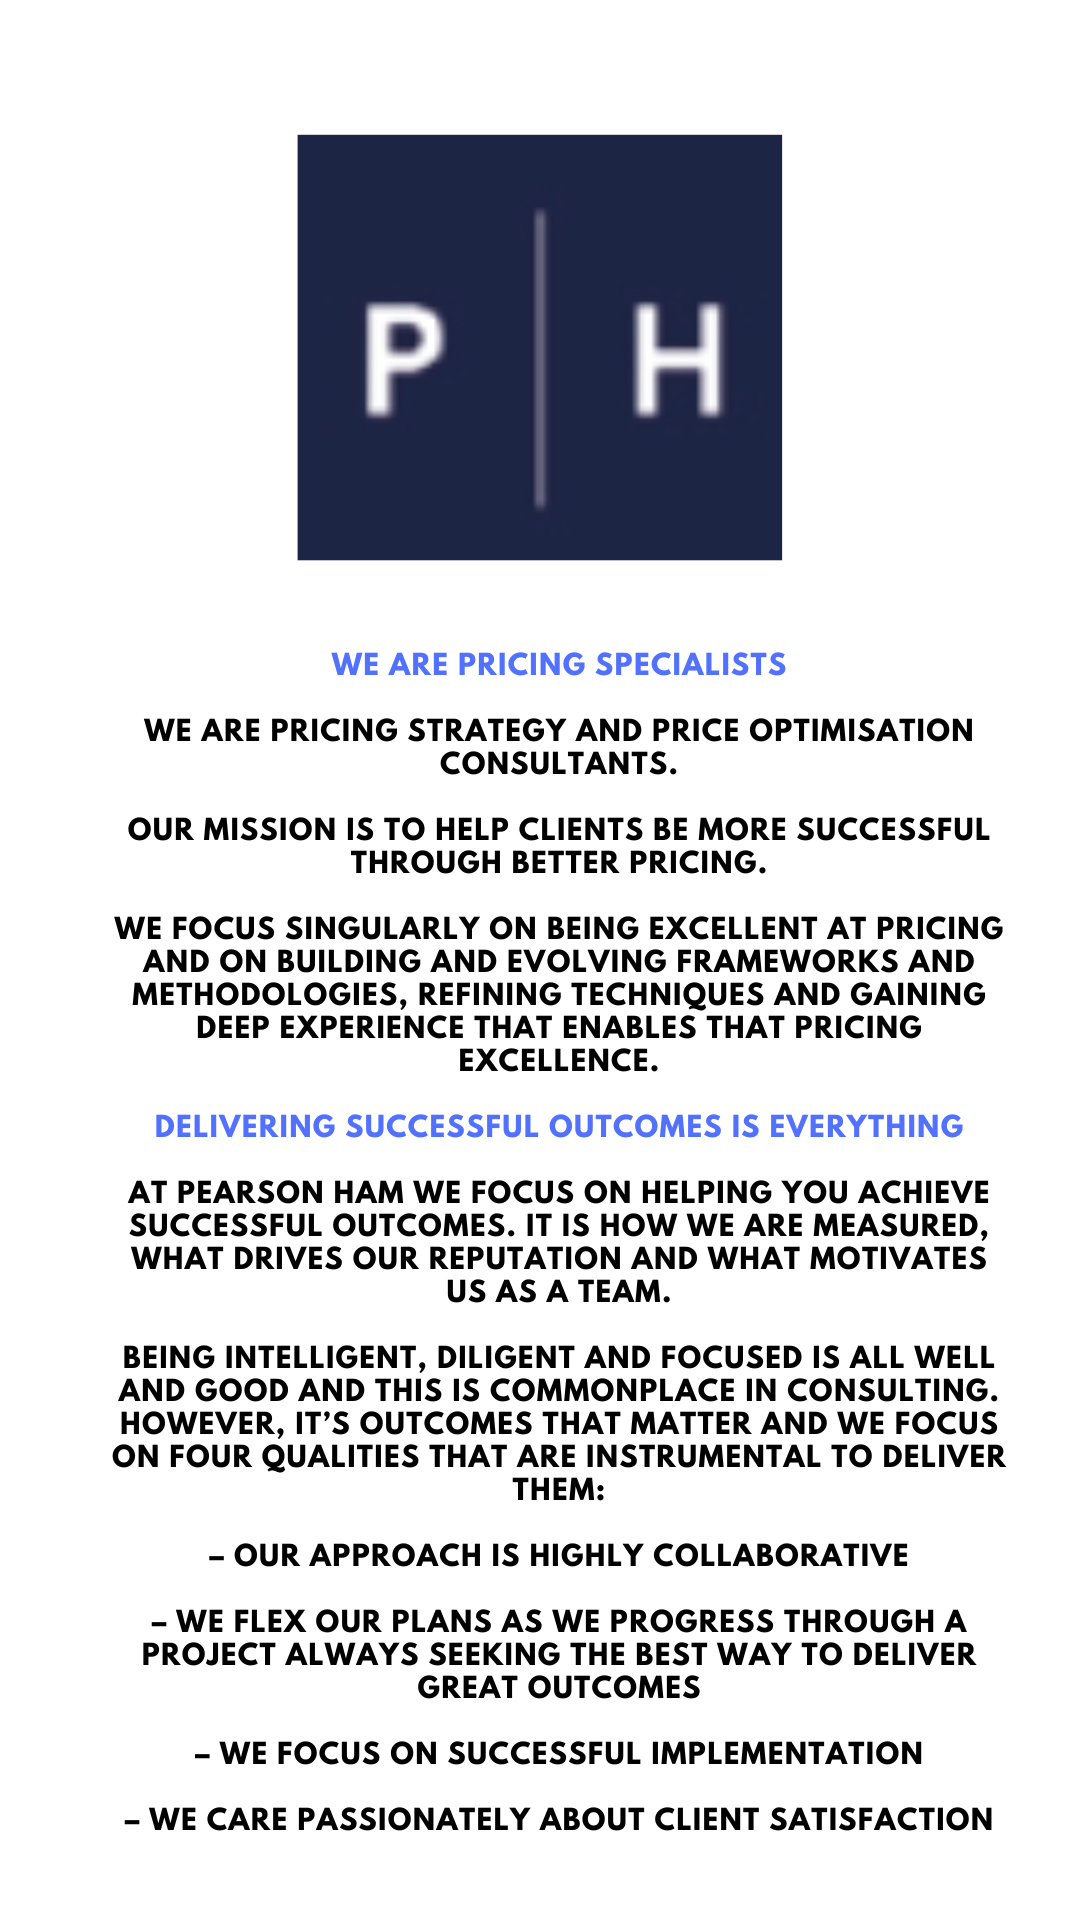 P | H
WE ARE PRICING SPECIALISTS
WE ARE PRICING STRATEGY AND PRICE OPTIMISATION
CONSULTANTS.
OUR MISSION IS TO HELP CLIENTS BE MORE SUCCESSFUL
THROUGH BETTER PRICING.
WE FOCUS SINGULARLY ON BEING EXCELLENT AT PRICING
AND ON BUILDING AND EVOLVING FRAMEWORKS AND
METHODOLOGIES, REFINING TECHNIQUES AND GAINING
DEEP EXPERIENCE THAT ENABLES THAT PRICING
EXCELLENCE.
DELIVERING SUCCESSFUL OUTCOMES IS EVERYTHING
AT PEARSON HAM WE FOCUS ON HELPING YOU ACHIEVE
SUCCESSFUL OUTCOMES. IT IS HOW WE ARE MEASURED,
WHAT DRIVES OUR REPUTATION AND WHAT MOTIVATES
US AS A TEAM.
BEING INTELLIGENT, DILIGENT AND FOCUSED IS ALL WELL
AND GOOD AND THIS IS COMMONPLACE IN CONSULTING.
HOWEVER, IT’S OUTCOMES THAT MATTER AND WE FOCUS
ON FOUR QUALITIES THAT ARE INSTRUMENTAL TO DELIVER
THEM:
– OUR APPROACH IS HIGHLY COLLABORATIVE
– WE FLEX OUR PLANS AS WE PROGRESS THROUGH A
PROJECT ALWAYS SEEKING THE BEST WAY TO DELIVER
GREAT OUTCOMES
– WE FOCUS ON SUCCESSFUL IMPLEMENTATION
– WE CARE PASSIONATELY ABOUT CLIENT SATISFACTION